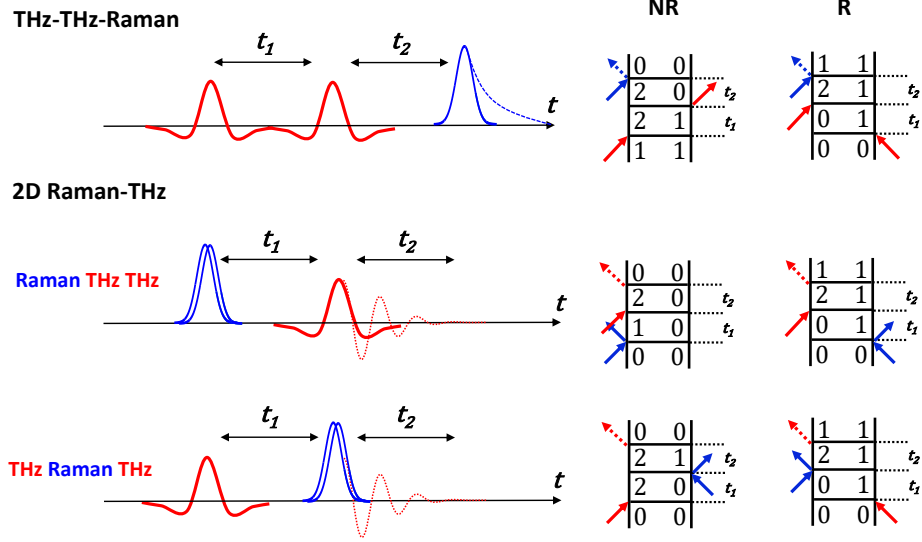 THz-THz-Raman
NR
R
t1 t2 t
0 0
2 0
2 1
1 1
t2
t1
1 1
2 1
0 1
0 0
t2
t1
2D Raman-THz
Raman THz THz
t1 t2 t
0 0
2 0
1 0
0 0
t2
t1
1 1
2 1
0 1
0 0
t2
t1
THz Raman THz
t1 t2 t
0 0
2 1
2 0
0 0
t2
t1
1 1
2 1
0 1
0 0
t2
t1